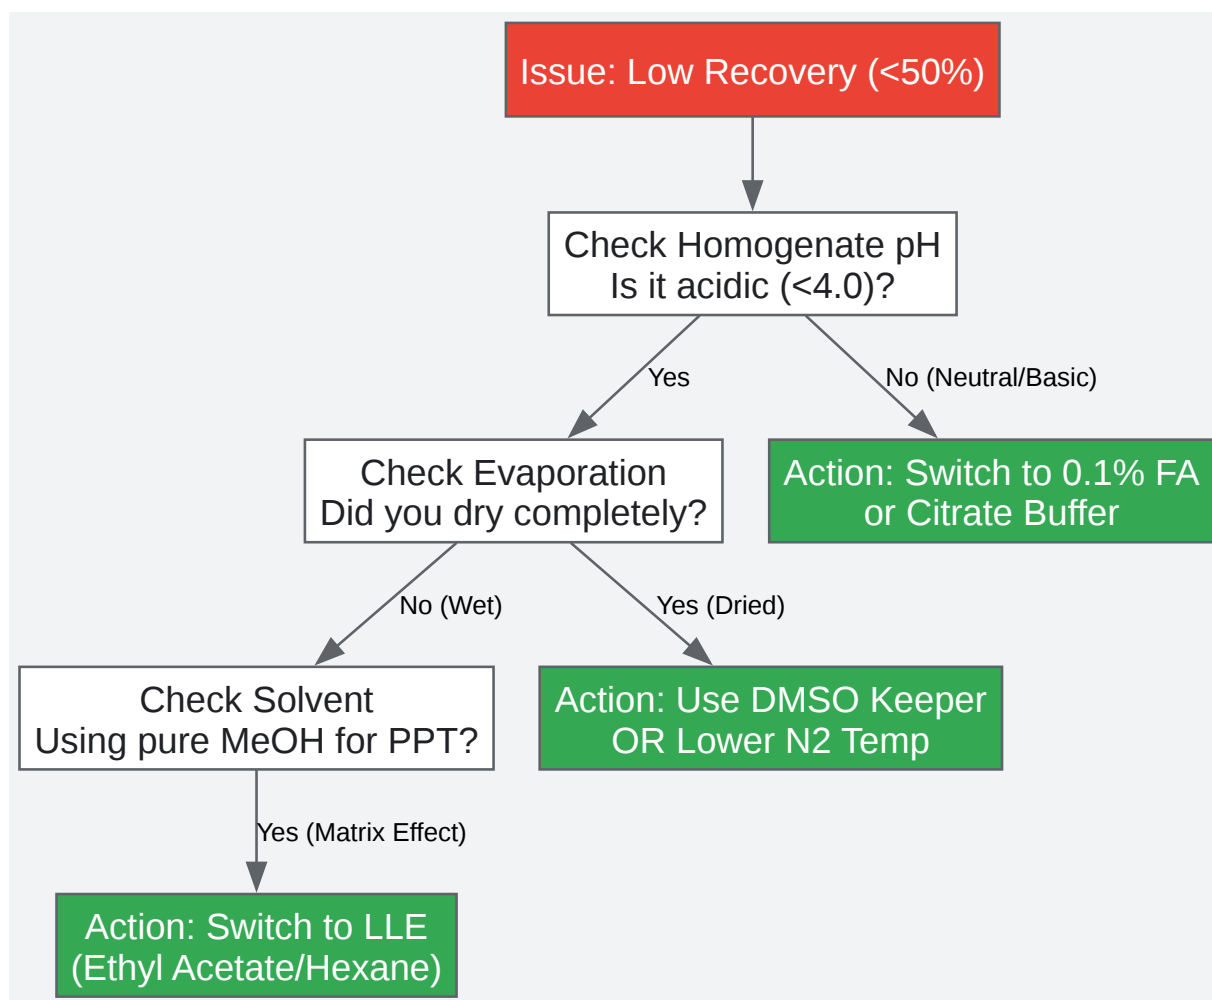 Issue: Low Recovery (<50%)
Check Homogenate pH
Is it acidic (<4.0)?
Yes
No (Neutral/Basic)
Check Evaporation
Did you dry completely?
Action: Switch to 0.1% FA
or Citrate Buffer
No (Wet)
Yes (Dried)
Check Solvent
Using pure MeOH for PPT?
Action: Use DMSO Keeper
OR Lower N2 Temp
Yes (Matrix Effect)
Action: Switch to LLE
(Ethyl Acetate/Hexane)